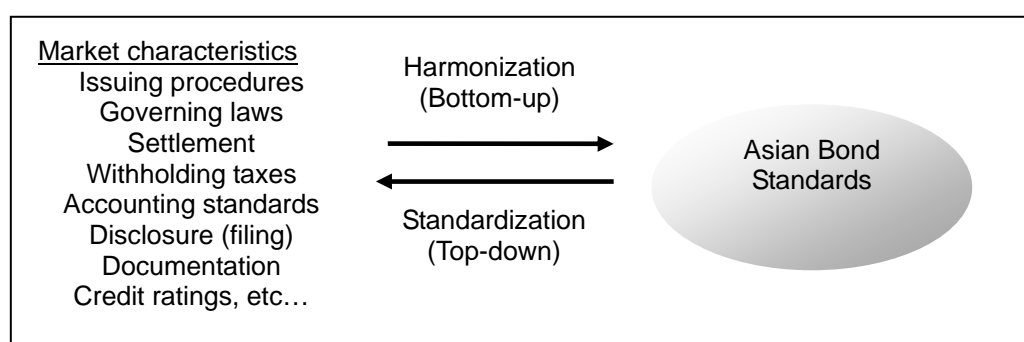 Market characteristics
Issuing procedures
Governing laws
Settlement
Withholding taxes
Accounting standards
Disclosure (filing)
Documentation
Credit ratings, etc…
Harmonization
(Bottom-up)
Standardization
(Top-down)
Asian Bond
Standards